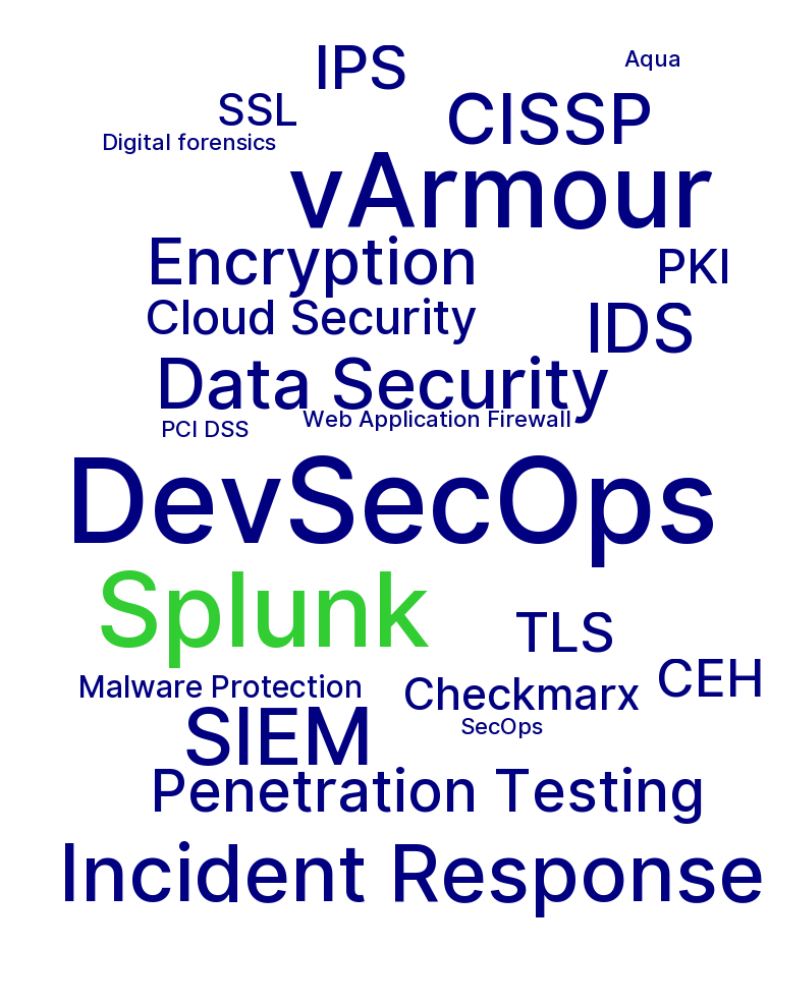 IPS
Aqua
SSL
CISSP
Digital forensics
vArmour
Encryption
PKI
Cloud Security
IDS
Data Security
Web Application Firewall
PCI DSS
DevSecOps
Splunk
TLS
Malware Protection
Checkmarx
CEH
SecOps
SIEM
Penetration Testing
Incident Response